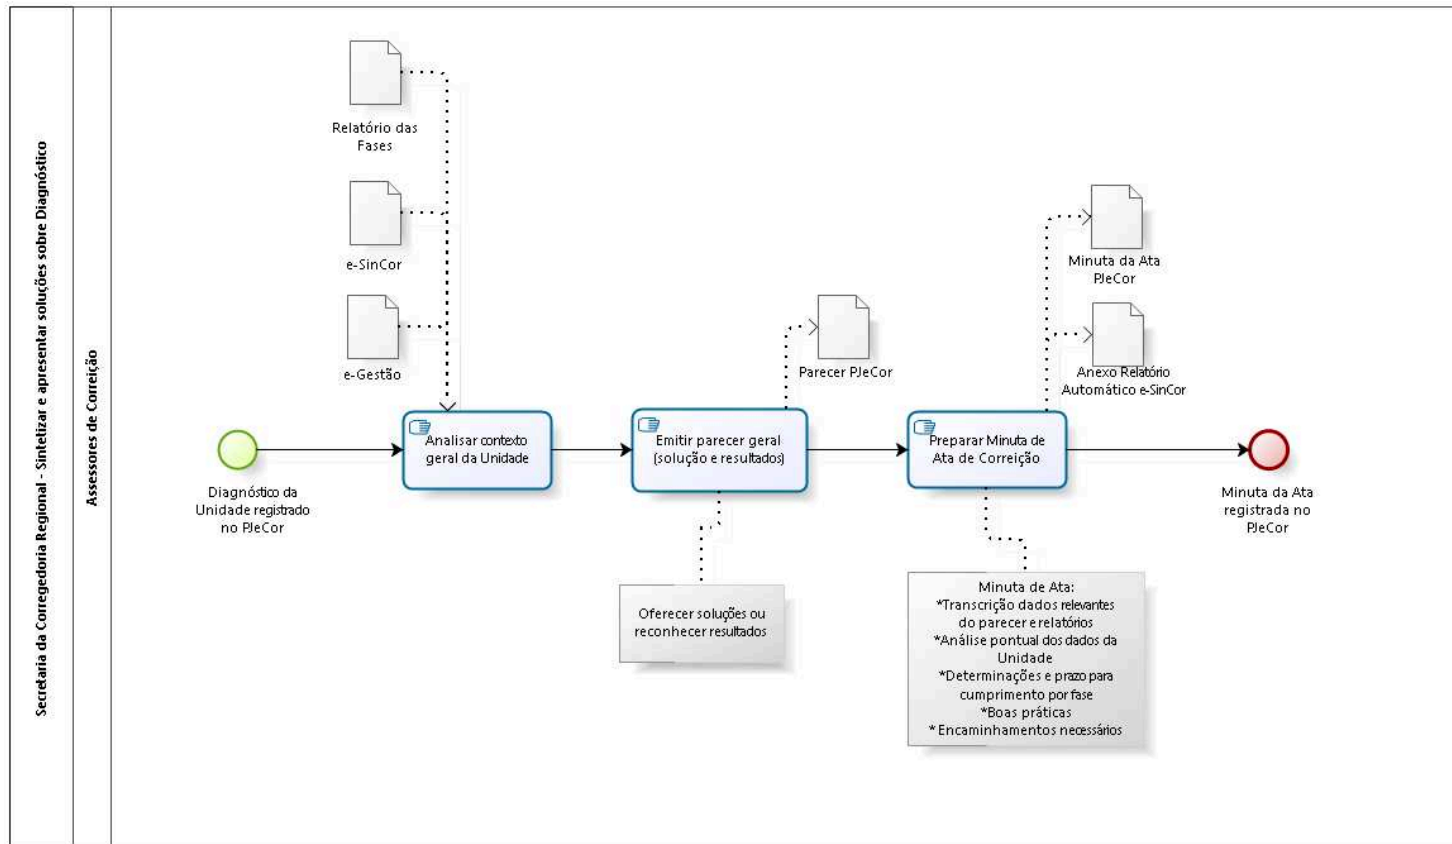 Secretaria da Corregedoria Regional - Sintetizar e apresentar soluções sobre Diagnóstico
Assessores de Correição
Relatório das
Fases
e-SinCor
e-Gestão
Diagnóstico da
Unidade registrado
no PJeCor
Analisar contexto
geral da Unidade
Emitir parecer geral
(solução e resultados)
Parecer PJeCor
Oferecer soluções ou
reconhecer resultados
Preparar Minuta de
Ata de Correição
Minuta da Ata
PJeCor
Anexo Relatório
Automático e-SinCor
Minuta de Ata:
*Transcrição dados relevantes
do parecer e relatórios
*Análise pontual dos dados da
Unidade
*Determinações e prazo para
cumprimento por fase
*Boas práticas
* Encaminhamentos necessários
Minuta da Ata
registrada no
PJeCor